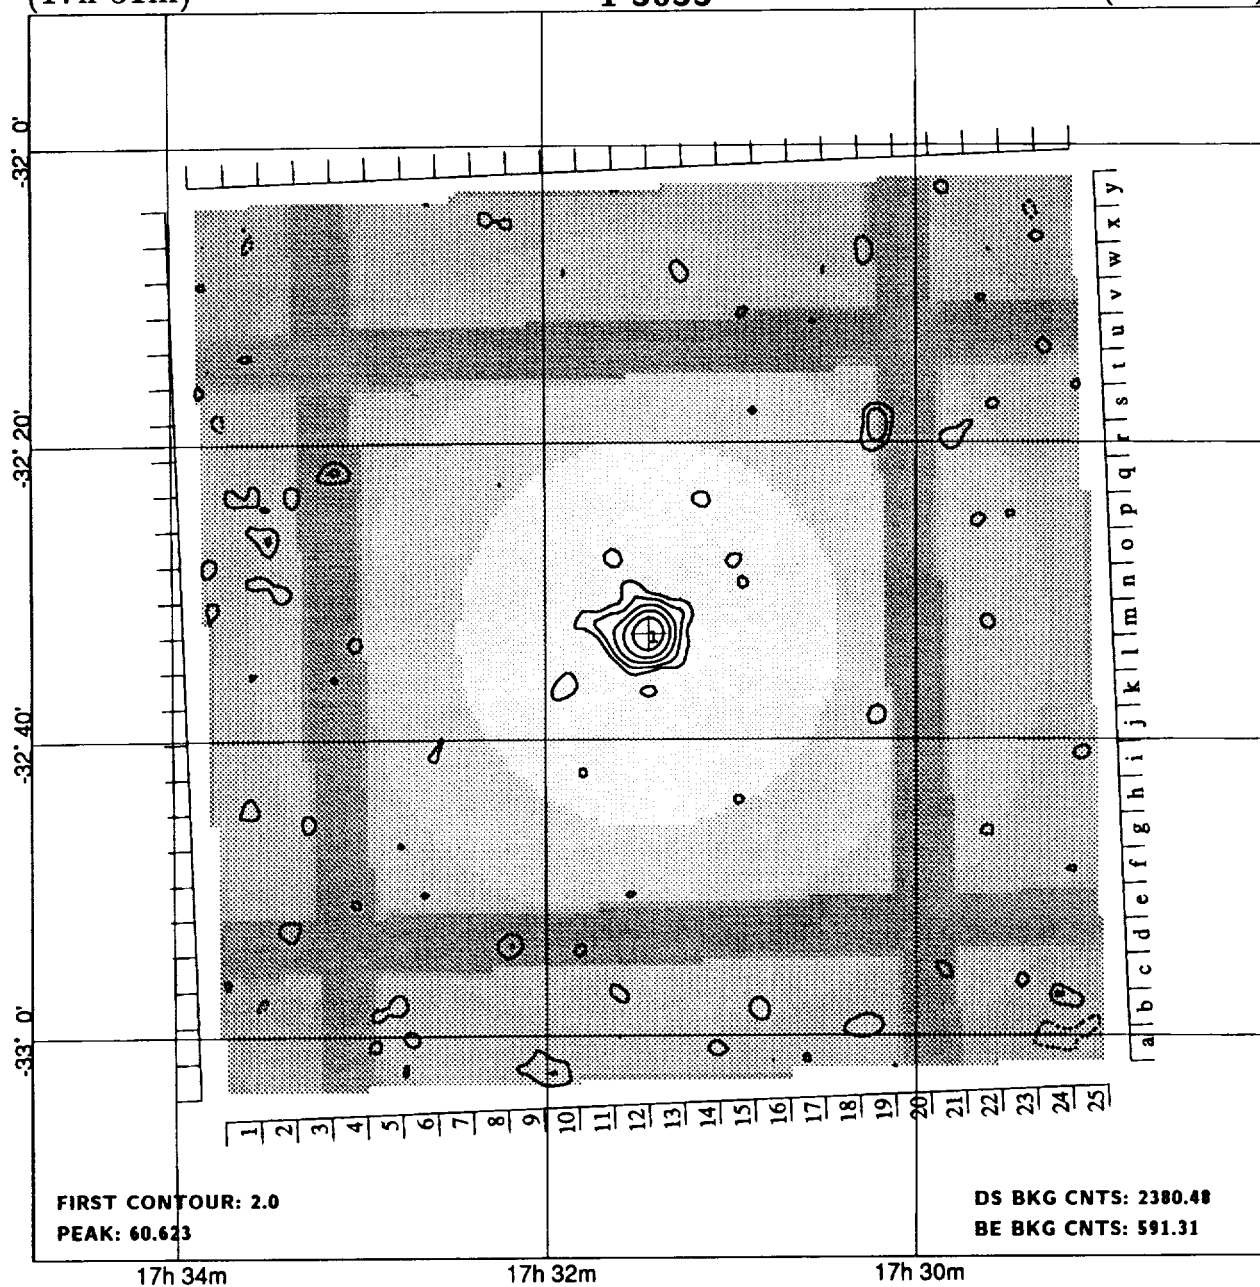 -32° 0'
y
x
w
v
u
t
s
r
q
p
o
n
m
l
k
j
i
h
g
f
e
d
c
b
a
-32° 20'
1
-32° 40'
-33° 0'
1 2 3 4 5 6 7 8 9 10 11 12 13 14 15 16 17 18 19 20 21 22 23 24 25
FIRST CONTOUR: 2.0
PEAK: 60.623
DS BKG CNTS: 2380.48
BE BKG CNTS: 591.31
17h 34m 17h 32m 17h 30m